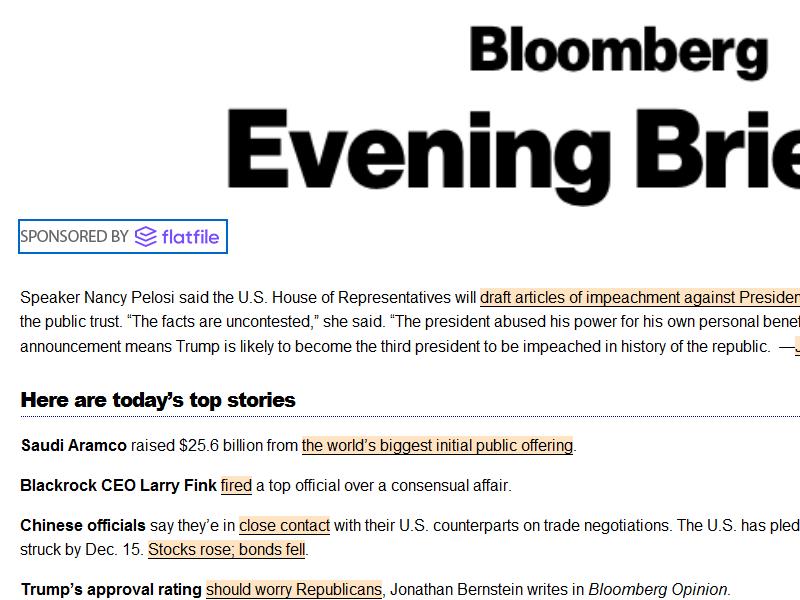 Bloomberg
Evening Brie
SPONSORED BY flatfile
Speaker Nancy Pelosi said the U.S. House of Representatives will draft articles of impeachment against Presiden
the public trust. “The facts are uncontested,” she said. “The president abused his power for his own personal benef
announcement means Trump is likely to become the third president to be impeached in history of the republic. —
Here are today’s top stories
Saudi Aramco raised $25.6 billion from the world’s biggest initial public offering.
Blackrock CEO Larry Fink fired a top official over a consensual affair.
Chinese officials say they’e in close contact with their U.S. counterparts on trade negotiations. The U.S. has pled
struck by Dec. 15. Stocks rose; bonds fell.
Trump’s approval rating should worry Republicans, Jonathan Bernstein writes in Bloomberg Opinion.